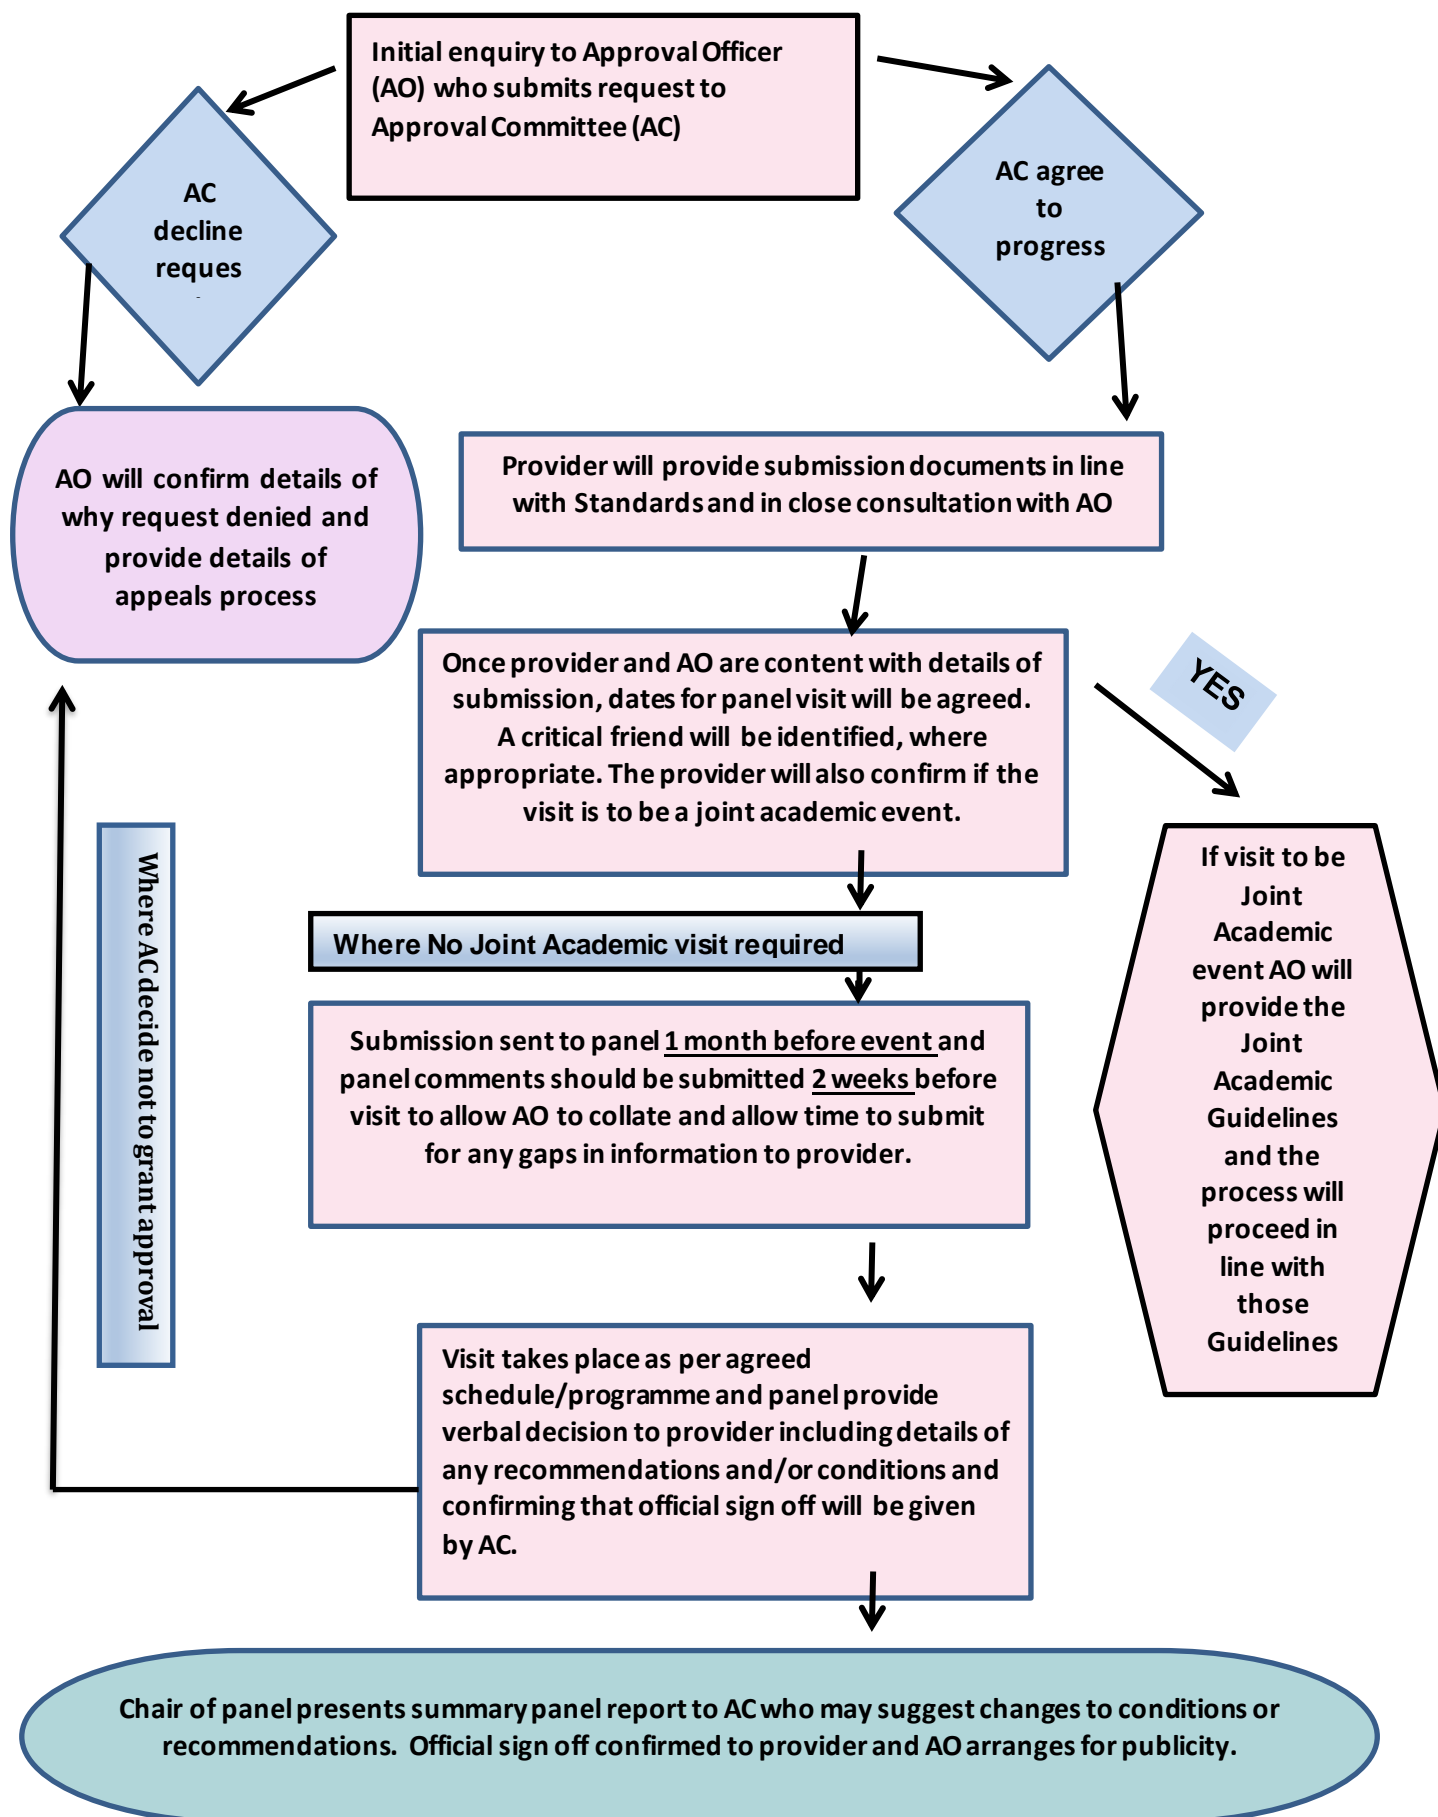 Initial enquiry to Approval Officer
(AO) who submits request to
Approval Committee (AC)
AC
decline
reques
AC agree
to
progress
AO will confirm details of
why request denied and
provide details of
appeals process
Provider will provide submission documents in line
with Standards and in close consultation with AO
Once provider and AO are content with details of
submission, dates for panel visit will be agreed.
A critical friend will be identified, where
appropriate. The provider will also confirm if the
visit is to be a joint academic event.
YES
If visit to be
Joint
Academic
event AO will
provide the
Joint
Academic
Guidelines
and the
process will
proceed in
line with
those
Guidelines
Where No Joint Academic visit required
Where AC decide not to grant approval
Submission sent to panel 1 month before event and
panel comments should be submitted 2 weeks before
visit to allow AO to collate and allow time to submit
for any gaps in information to provider.
Visit takes place as per agreed
schedule/programme and panel provide
verbal decision to provider including details of
any recommendations and/or conditions and
confirming that official sign off will be given
by AC.
Chair of panel presents summary panel report to AC who may suggest changes to conditions or
recommendations. Official sign off confirmed to provider and AO arranges for publicity.